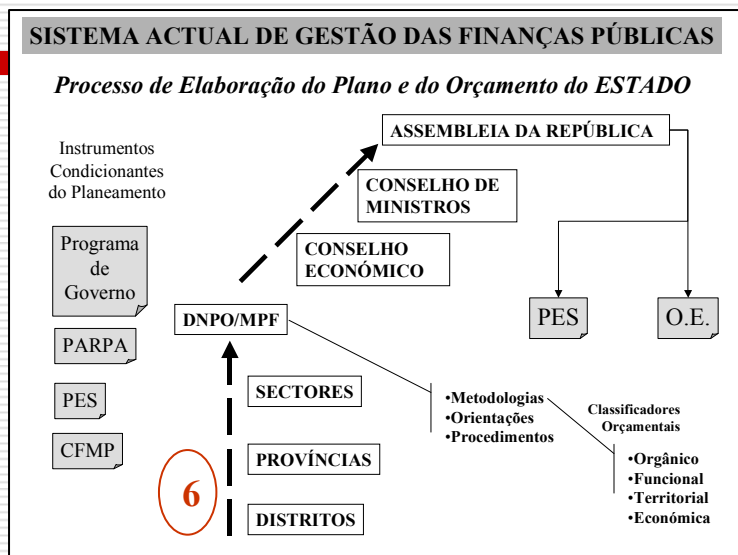 SISTEMA ACTUAL DE GESTÃO DAS FINANÇAS PÚBLICAS
Processo de Elaboração do Plano e do Orçamento do ESTADO
Instrumentos
Condicionantes
do Planeamento
Programa
de
Governo
PARPA
PES
CFMP
ASSEMBLEIA DA REPÚBLICA
CONSELHO DE
MINISTROS
CONSELHO
ECONÓMICO
DNPO/MPF
SECTORES
PROVÍNCIAS
DISTRITOS
6
PES
O.E.
•Metodologias
•Orientações
•Procedimentos
Classificadores
Orçamentais
•Orgânico
•Funcional
•Territorial
•Económica